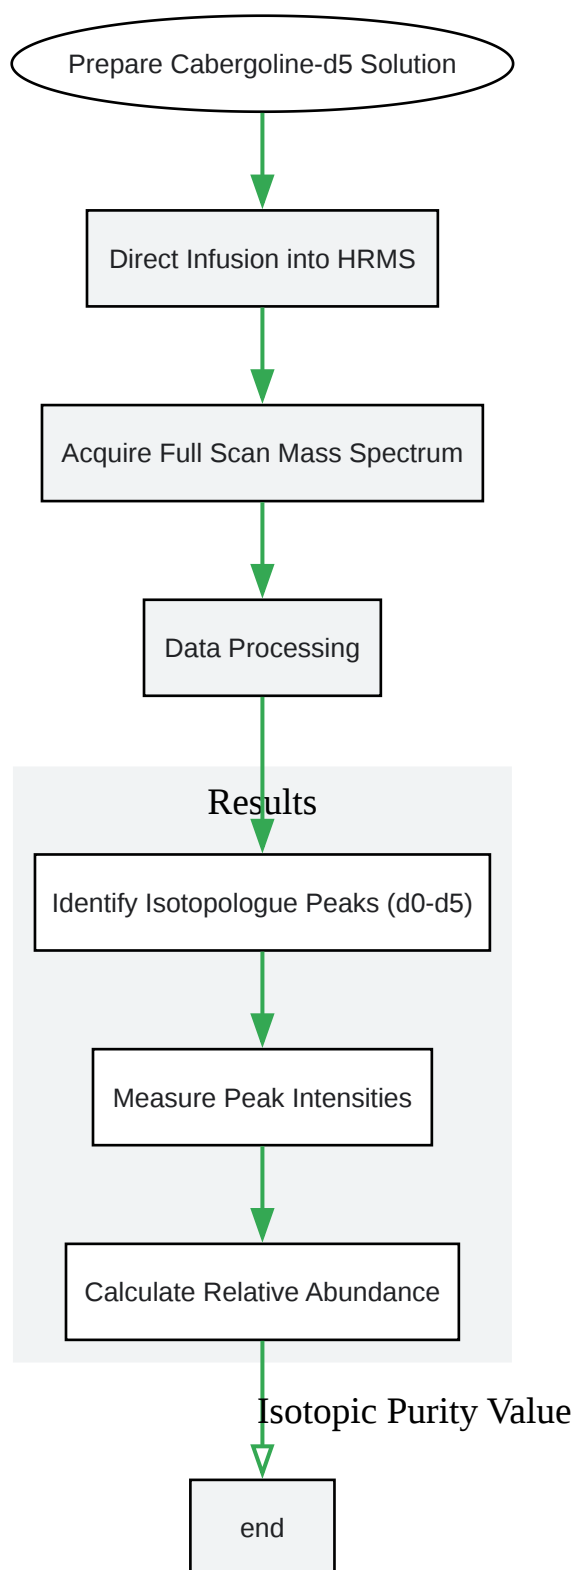 Prepare Cabergoline-d5 Solution
Direct Infusion into HRMS
Acquire Full Scan Mass Spectrum
Data Processing
Results
Identify Isotopologue Peaks (d0-d5)
Measure Peak Intensities
Calculate Relative Abundance
Isotopic Purity Value
end